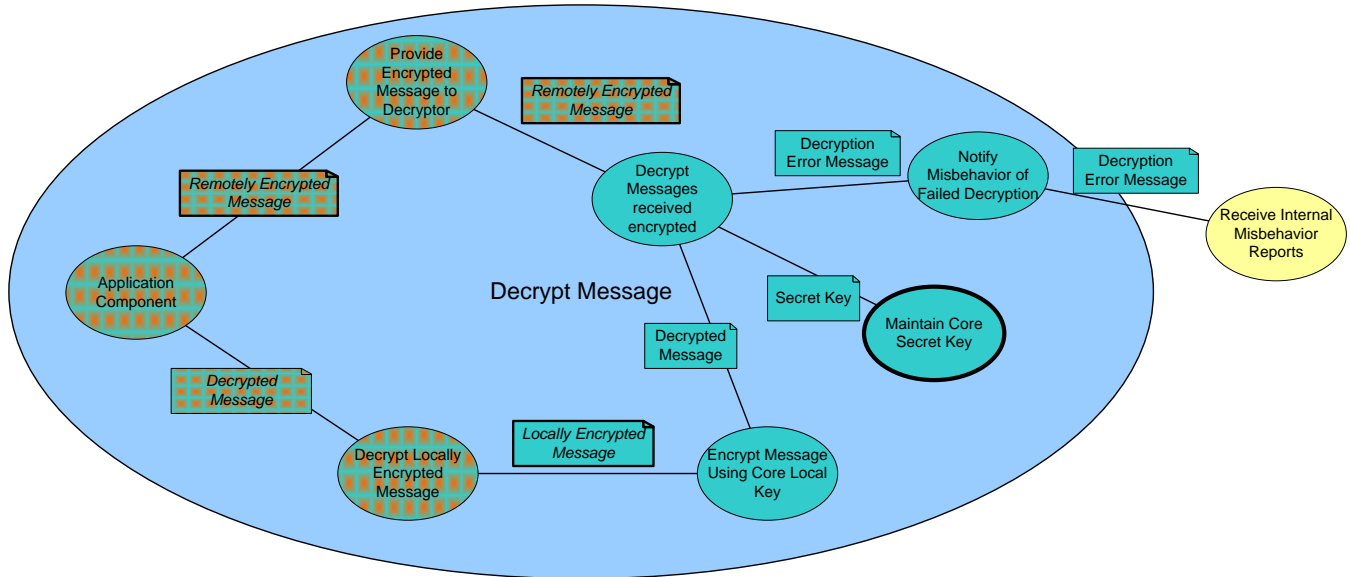 Provide
Encrypted
Message to
Decryptor
Remotely Encrypted
Message
Decryption
Error Message
Notify
Misbehavior of
Failed Decryption
Decryption
Error Message
Decrypt
Messages
received
encrypted
Remotely Encrypted
Message
Receive Internal
Misbehavior
Reports
Application
Component
Decrypt Message
Secret Key
Maintain Core
Secret Key
Decrypted
Message
Decrypted
Message
Locally Encrypted
Message
Decrypt Locally
Encrypted
Message
Encrypt Message
Using Core Local
Key